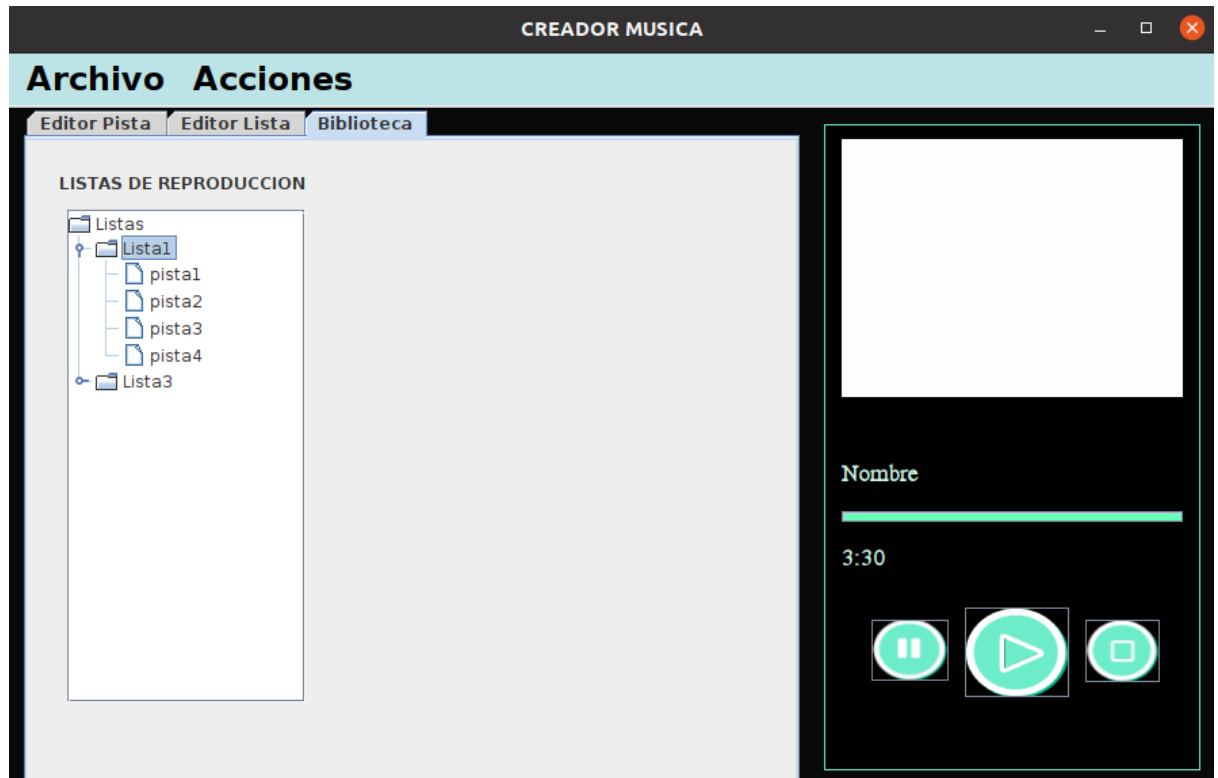 CREADOR MUSICA
Archivo Acciones
Editor Pista Editor Lista Biblioteca
LISTAS DE REPRODUCCION
Listas
Lista1
pista1
pista2
pista3
pista4
Lista3
Nombre
3:30